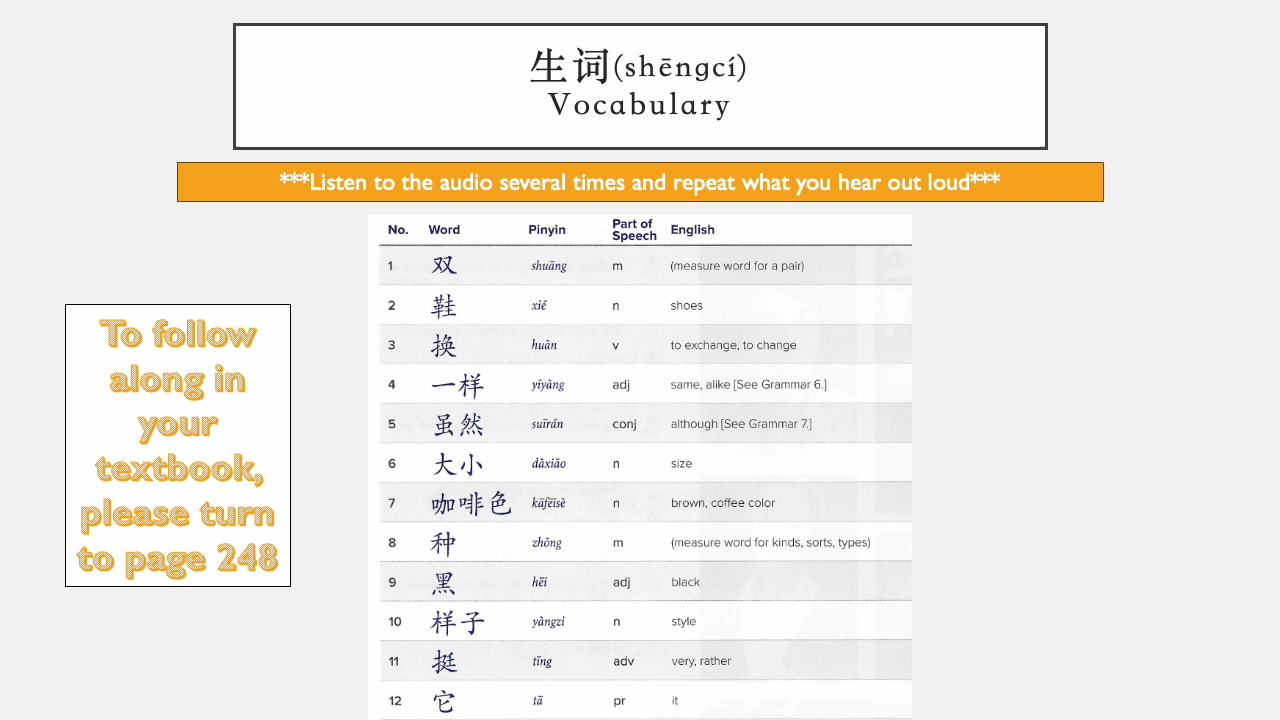 生词(shēngcí)
Vocabulary
***Listen to the audio several times and repeat what you hear out loud***
To follow
along in
your
textbook,
please turn
to page 248
No. Word Pinyin Part of Speech English
1 双 shuāng m (measure word for a pair)
2 鞋 xié n shoes
3 换 huàn v to exchange, to change
4 一样 yíyàng adj same, alike [See Grammar 6.]
5 虽然 suīrán conj although [See Grammar 7.]
6 大小 dàxiǎo n size
7 咖啡色 kāfēisè n brown, coffee color
8 种 zhǒng m (measure word for kinds, sorts, types)
9 黑 hēi adj black
10 样子 yàngzi n style
11 挺 tǐng adv very, rather
12 它 tā pr it